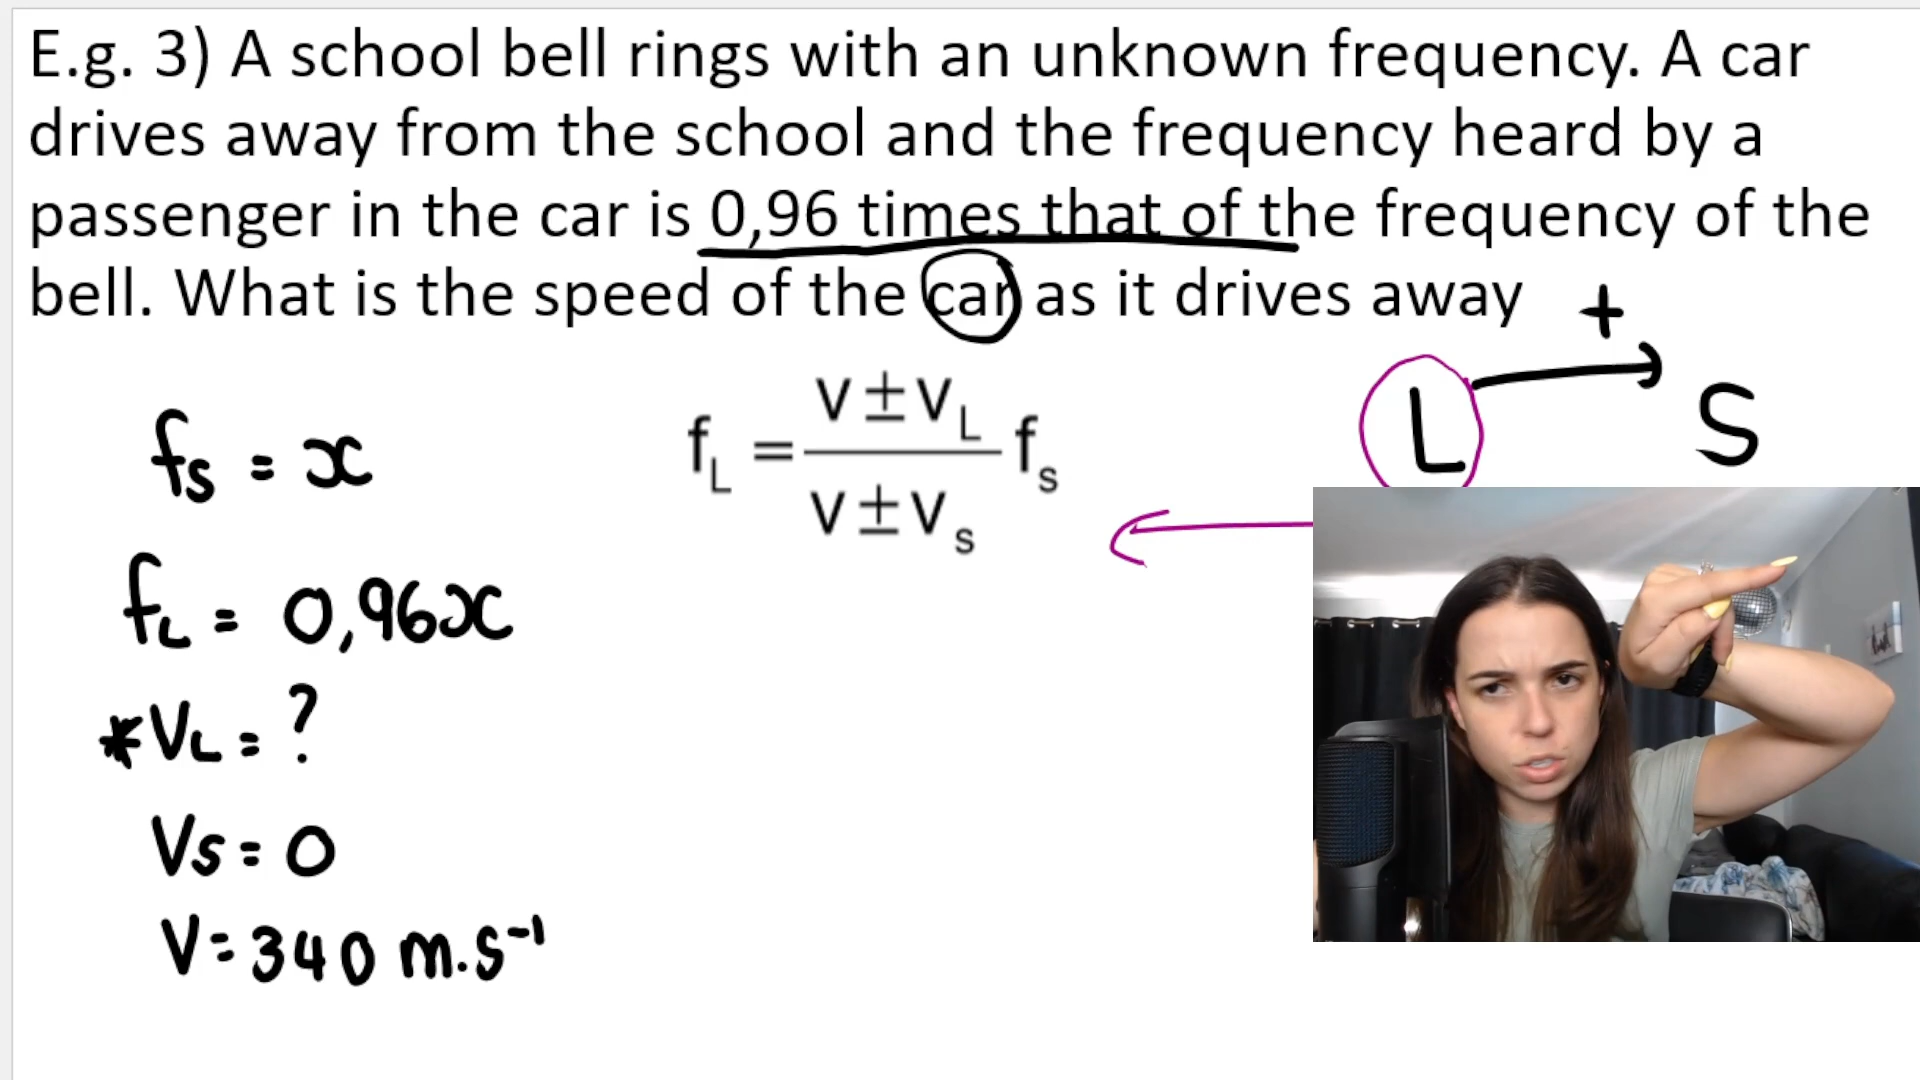 E.g. 3) A school bell rings with an unknown frequency. A car
drives away from the school and the frequency heard by a
passenger in the car is 0,96 times that of the frequency of the
bell. What is the speed of the car as it drives away
+
L S
fs = x
fL = (v ± vL)/(v ± vs) fs
fL = 0,96x
*VL = ?
Vs = 0
V = 340 m.s⁻¹